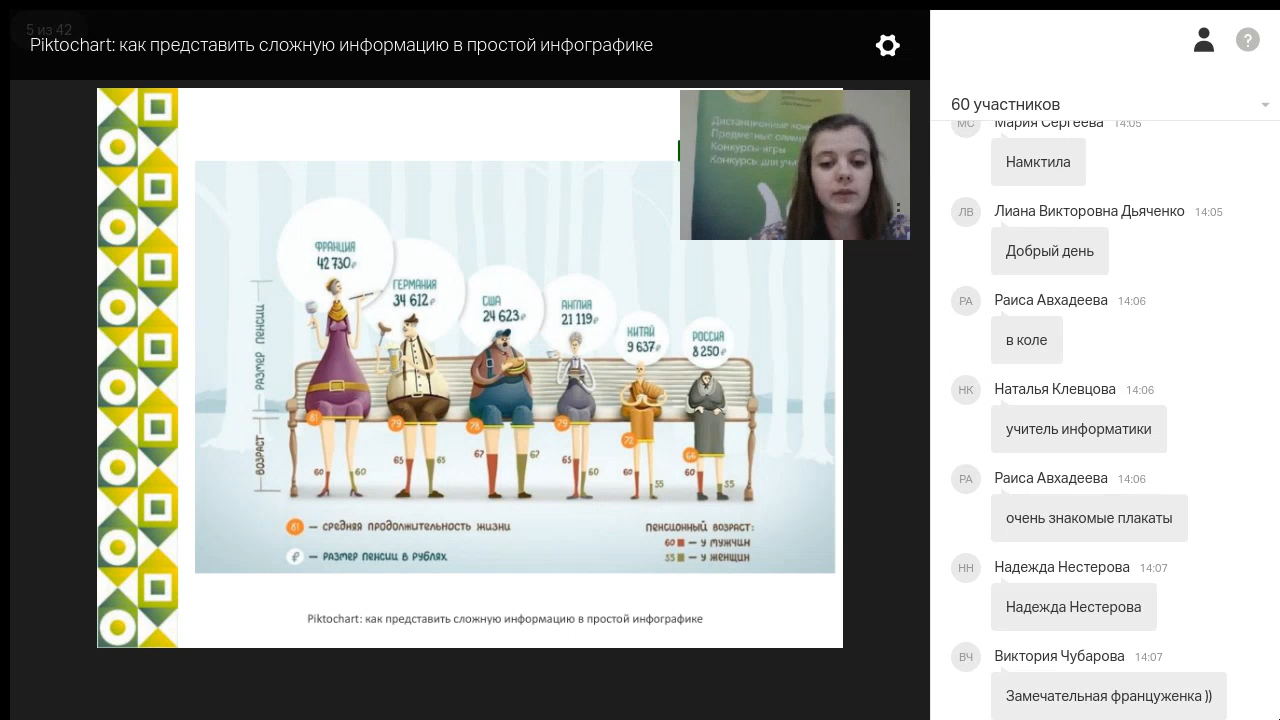 5 из 42
Piktochart: как представить сложную информацию в простой инфографике
Дистанционные
Предметные
Конкурсы-игры
Конкурсы для
ФРАНЦИЯ
42 730₽
ГЕРМАНИЯ
34 612₽
США
24 623₽
АНГЛИЯ
21 119₽
КИТАЙ
9 637₽
РОССИЯ
8 250₽
РАЗМЕР ПЕНСИИ
ВОЗРАСТ
81
79
78
79
72
66
60 60
65 65
67 67
65 60
60 55
60 55
81 — СРЕДНЯЯ ПРОДОЛЖИТЕЛЬНОСТЬ ЖИЗНИ
₽ — РАЗМЕР ПЕНСИИ В РУБЛЯХ
ПЕНСИОННЫЙ ВОЗРАСТ:
60 — У МУЖЧИН
55 — У ЖЕНЩИН
Piktochart: как представить сложную информацию в простой инфографике
?
60 участников
МС Мария Сергеева 14:05
Намктила
ЛВ Лиана Викторовна Дьяченко 14:05
Добрый день
РА Раиса Авхадеева 14:06
в коле
НК Наталья Клевцова 14:06
учитель информатики
РА Раиса Авхадеева 14:06
очень знакомые плакаты
НН Надежда Нестерова 14:07
Надежда Нестерова
ВЧ Виктория Чубарова 14:07
Замечательная француженка ))